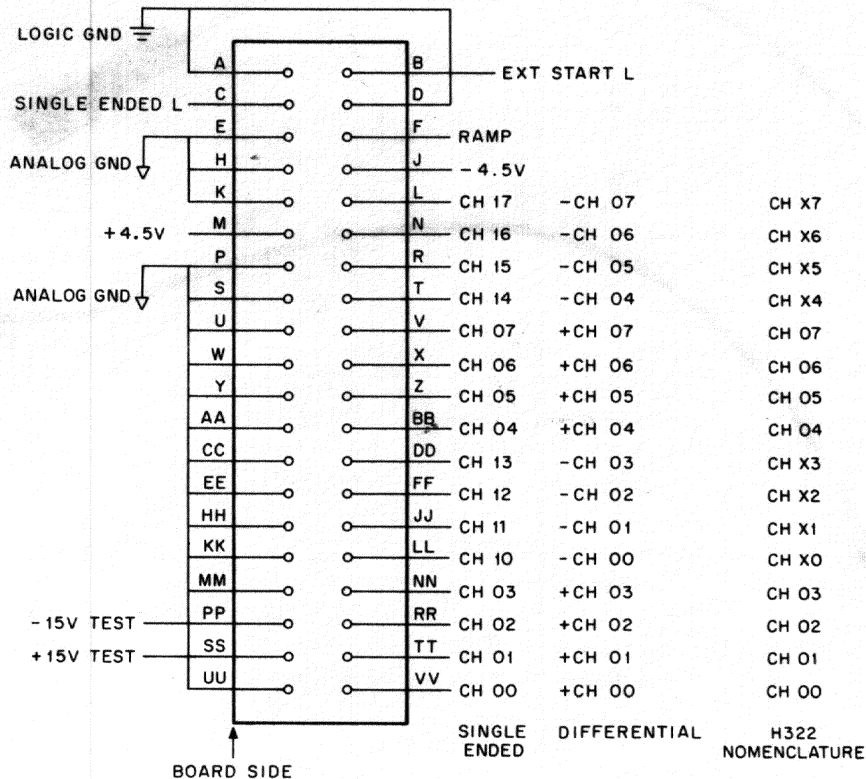 LOGIC GND
A B EXT START L
SINGLE ENDED L C D
E F RAMP
ANALOG GND H J -4.5V
K L CH 17 -CH 07 CH X7
+4.5V M N CH 16 -CH 06 CH X6
P R CH 15 -CH 05 CH X5
ANALOG GND S T CH 14 -CH 04 CH X4
U V CH 07 +CH 07 CH 07
W X CH 06 +CH 06 CH 06
Y Z CH 05 +CH 05 CH 05
AA BB CH 04 +CH 04 CH 04
CC DD CH 13 -CH 03 CH X3
EE FF CH 12 -CH 02 CH X2
HH JJ CH 11 -CH 01 CH X1
KK LL CH 10 -CH 00 CH X0
MM NN CH 03 +CH 03 CH 03
-15V TEST PP RR CH 02 +CH 02 CH 02
+15V TEST SS TT CH 01 +CH 01 CH 01
UU VV CH 00 +CH 00 CH 00
SINGLE DIFFERENTIAL H322
ENDED NOMENCLATURE
BOARD SIDE